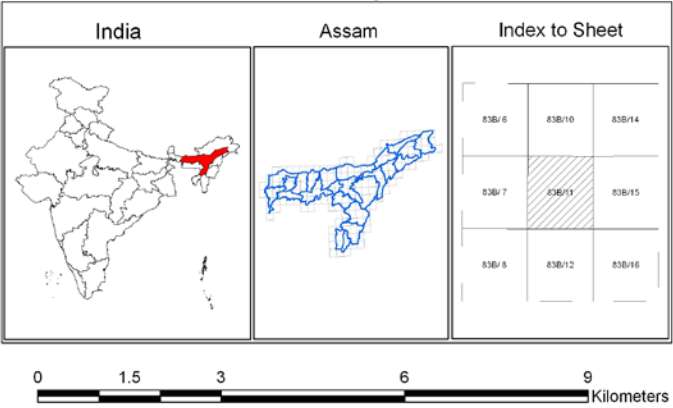 India
Assam
Index to Sheet
83B/ 6
83B/10
83B/14
83B/ 7
83B/11
83B/15
83B/ 8
83B/12
83B/16
0
1.5
3
6
9
Kilometers